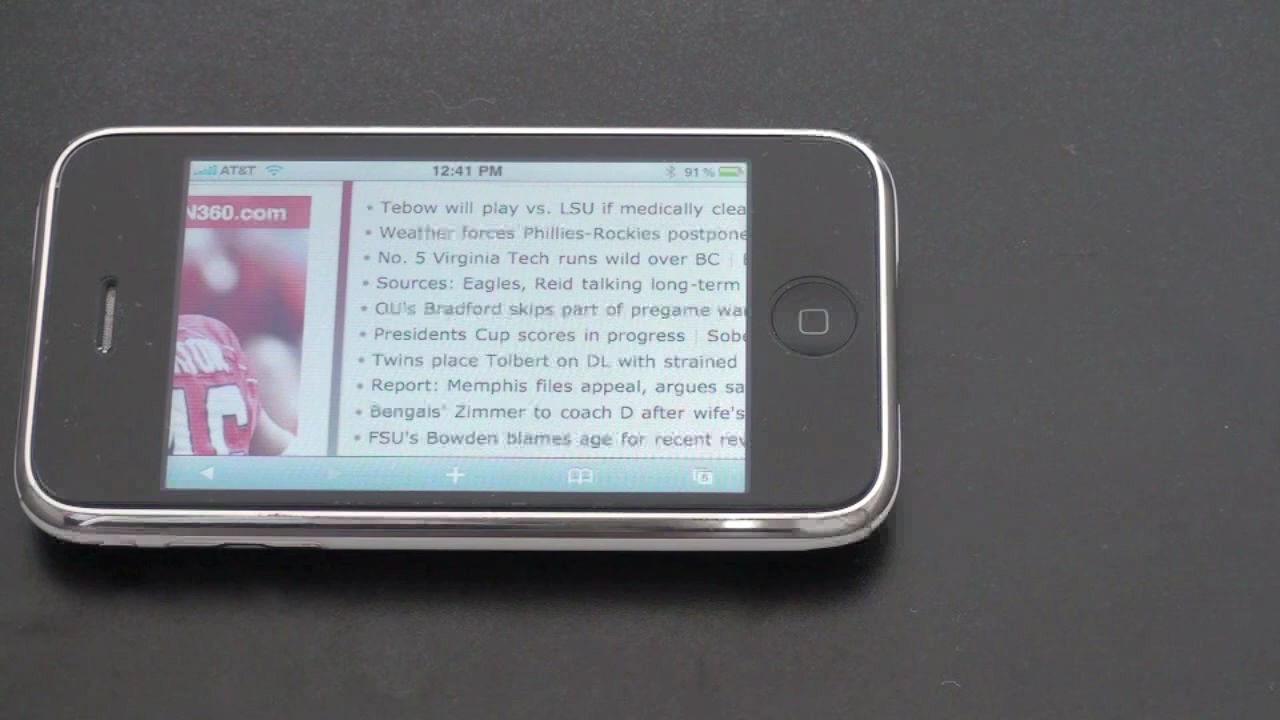 AT&T 12:41 PM 91%
N360.com
• Tebow will play vs. LSU if medically clea
• Weather forces Phillies-Rockies postpone
• No. 5 Virginia Tech runs wild over BC |
• Sources: Eagles, Reid talking long-term
• OU's Bradford skips part of pregame wa
• Presidents Cup scores in progress | Sobe
• Twins place Tolbert on DL with strained
• Report: Memphis files appeal, argues sa
• Bengals' Zimmer to coach D after wife's
• FSU's Bowden blames age for recent rev
5